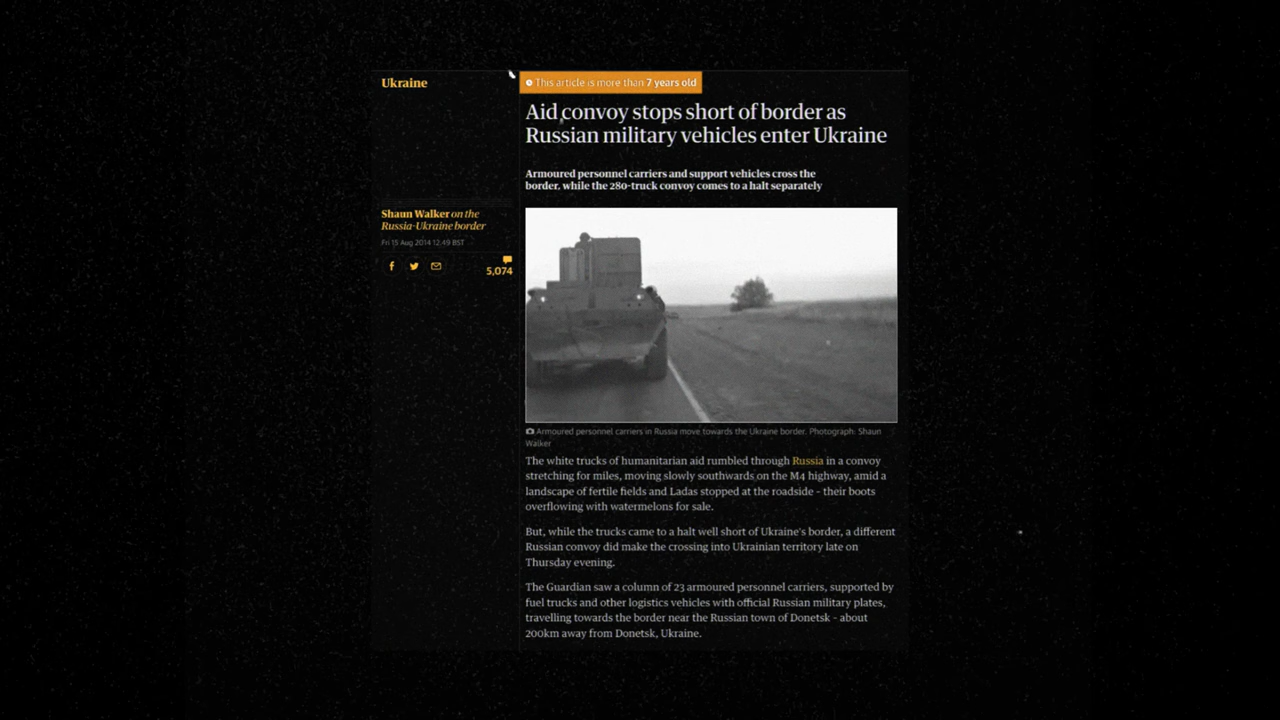 Ukraine
This article is more than 7 years old
Aid convoy stops short of border as
Russian military vehicles enter Ukraine
Armoured personnel carriers and support vehicles cross the
border, while the 280-truck convoy comes to a halt separately
Shaun Walker on the
Russia-Ukraine border
Fri 15 Aug 2014 12.49 BST
5,074
Armoured personnel carriers in Russia move towards the Ukraine border. Photograph: Shaun
Walker
The white trucks of humanitarian aid rumbled through Russia in a convoy
stretching for miles, moving slowly southwards on the M4 highway, amid a
landscape of fertile fields and Ladas stopped at the roadside – their boots
overflowing with watermelons for sale.
But, while the trucks came to a halt well short of Ukraine's border, a different
Russian convoy did make the crossing into Ukrainian territory late on
Thursday evening.
The Guardian saw a column of 23 armoured personnel carriers, supported by
fuel trucks and other logistics vehicles with official Russian military plates,
travelling towards the border near the Russian town of Donetsk – about
200km away from Donetsk, Ukraine.